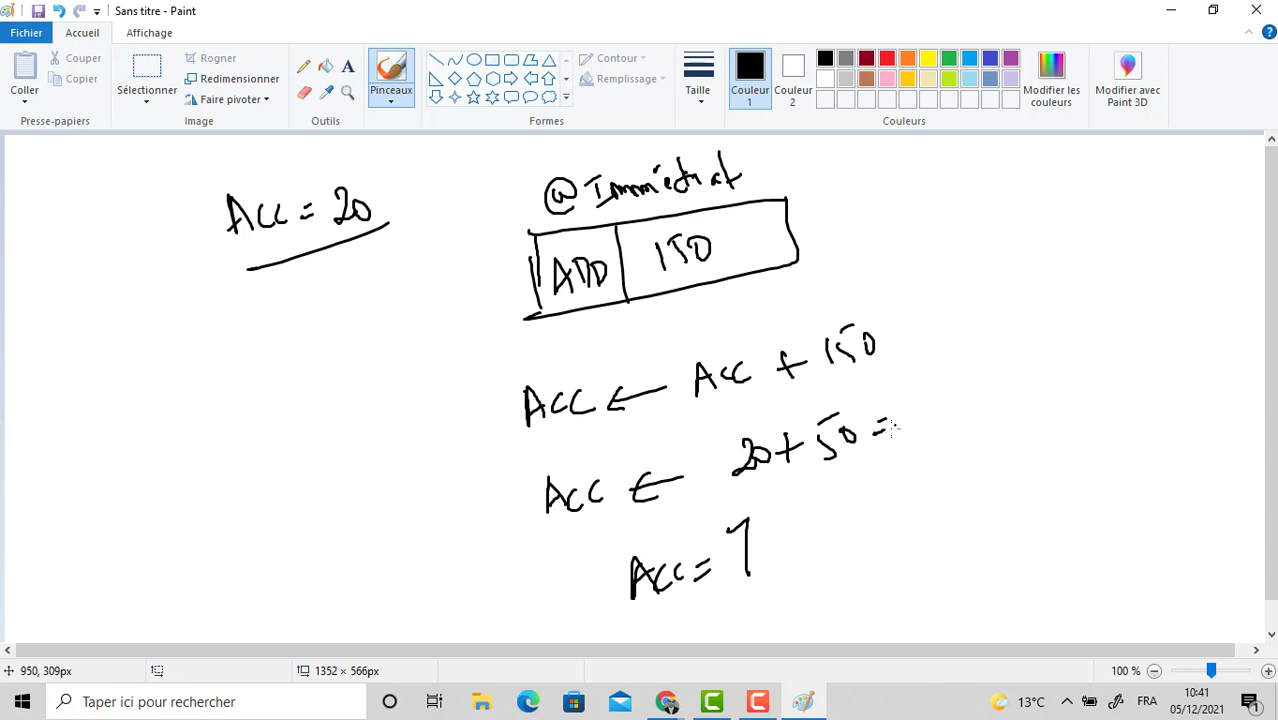 Sans titre - Paint
Fichier Accueil Affichage
Coller
Couper
Copier
Presse-papiers
Sélectionner
Rogner
Redimensionner
Faire pivoter
Image
A
Outils
Pinceaux
Contour
Remplissage
Formes
Taille
Couleur 1
Couleur 2
Modifier les couleurs
Couleurs
Modifier avec Paint 3D
ACC = 20
@Immédiat
ADD 150
ACC ← ACC + 150
ACC ← 20 + 50 =
ACC = 1
950, 309px
1352 × 566px
100 %
Taper ici pour rechercher
13°C
FRA
10:41
05/12/2021
1